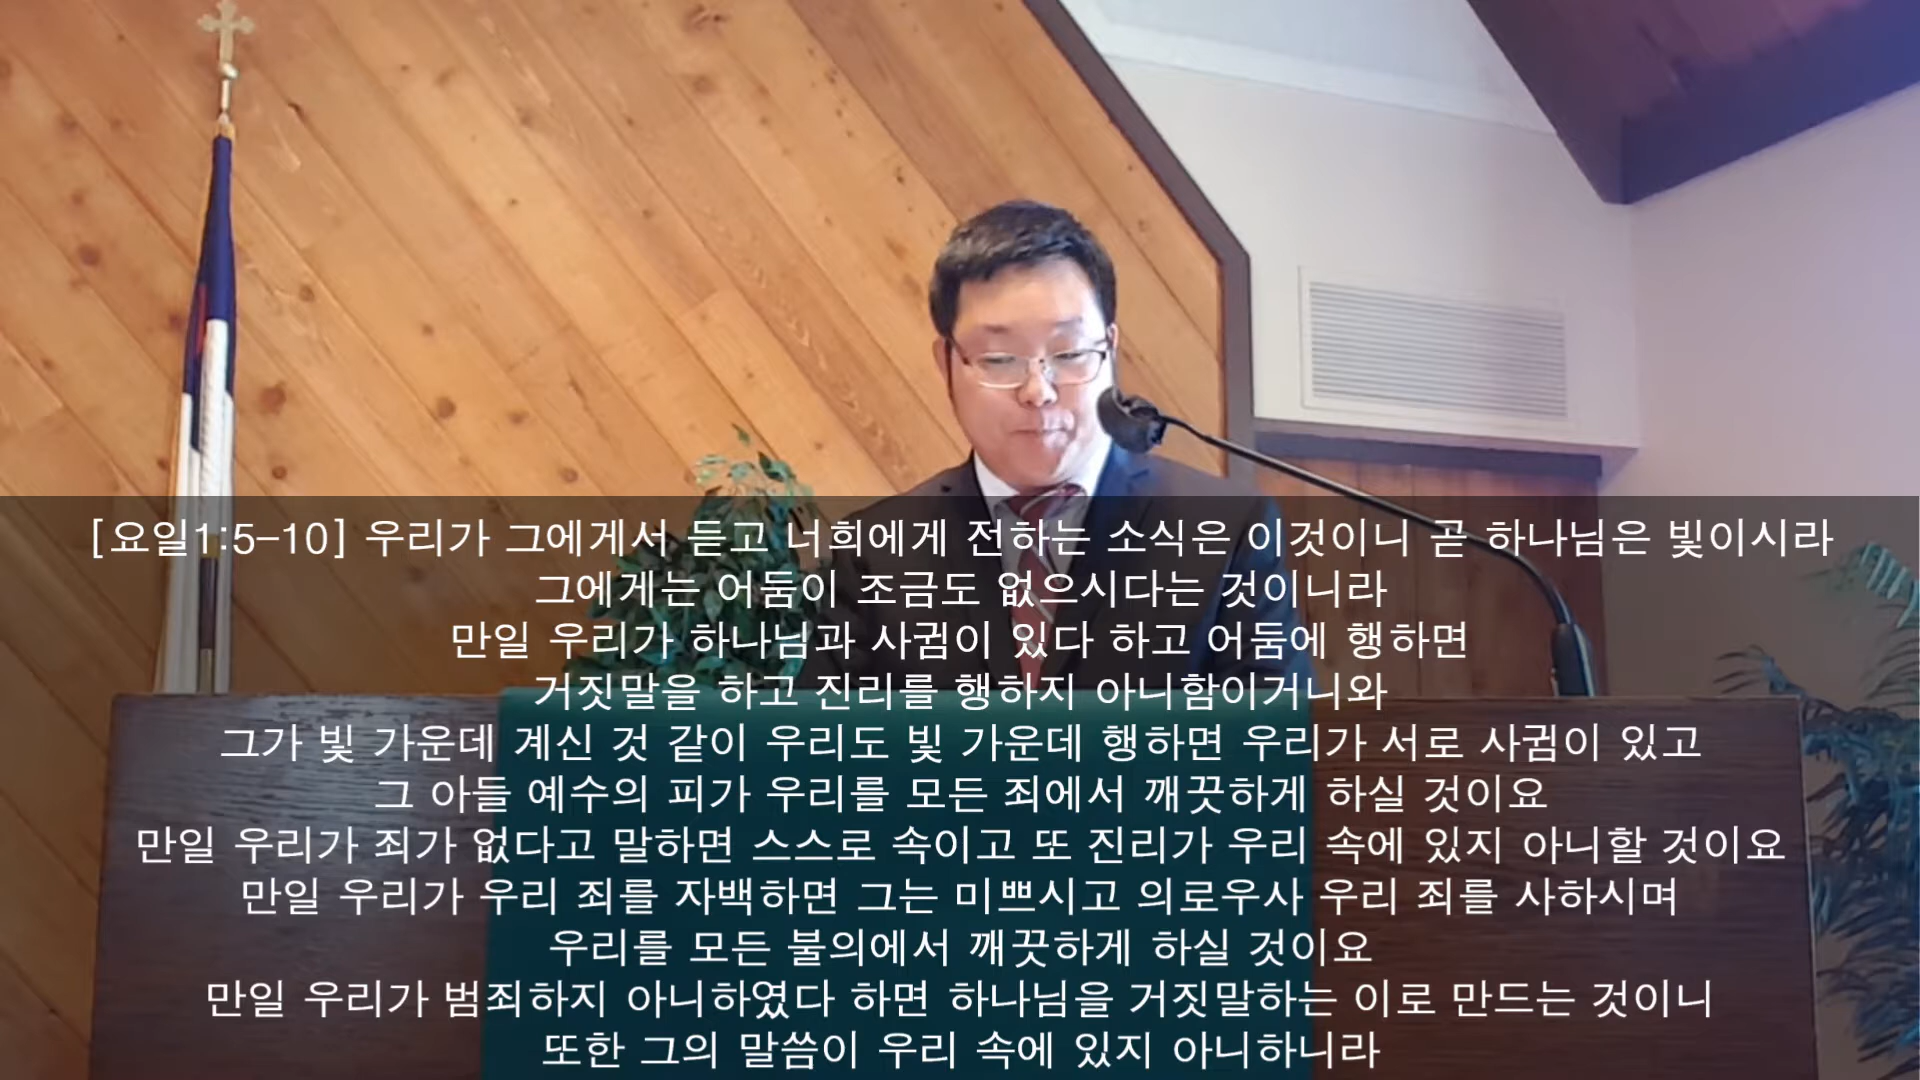 [요일1:5-10] 우리가 그에게서 듣고 너희에게 전하는 소식은 이것이니 곧 하나님은 빛이시라
그에게는 어둠이 조금도 없으시다는 것이니라
만일 우리가 하나님과 사귐이 있다 하고 어둠에 행하면
거짓말을 하고 진리를 행하지 아니함이거니와
그가 빛 가운데 계신 것 같이 우리도 빛 가운데 행하면 우리가 서로 사귐이 있고
그 아들 예수의 피가 우리를 모든 죄에서 깨끗하게 하실 것이요
만일 우리가 죄가 없다고 말하면 스스로 속이고 또 진리가 우리 속에 있지 아니할 것이요
만일 우리가 우리 죄를 자백하면 그는 미쁘시고 의로우사 우리 죄를 사하시며
우리를 모든 불의에서 깨끗하게 하실 것이요
만일 우리가 범죄하지 아니하였다 하면 하나님을 거짓말하는 이로 만드는 것이니
또한 그의 말씀이 우리 속에 있지 아니하니라